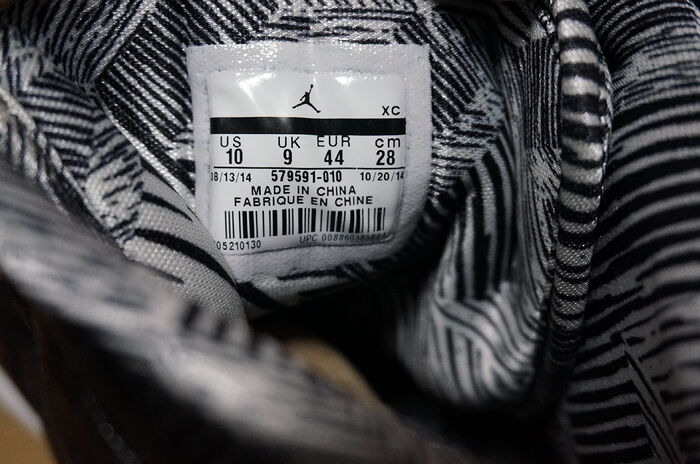 XC
US UK EUR cm
10 9 44 28
08/13/14 579591-010 10/20/14
MADE IN CHINA
FABRIQUE EN CHINE
05210130 UPC